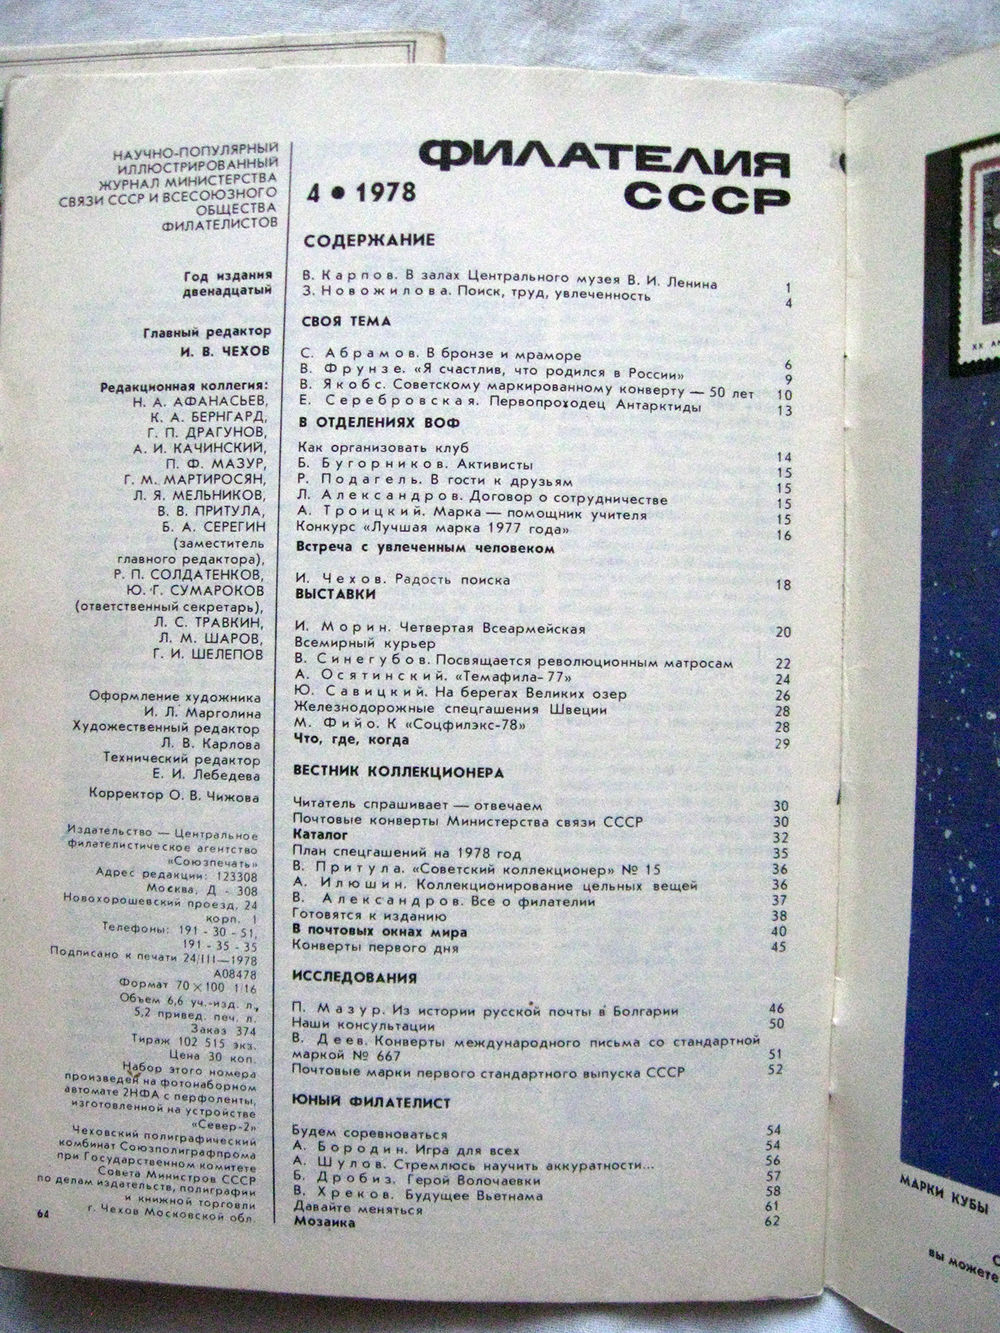 НАУЧНО-ПОПУЛЯРНЫЙ
ИЛЛЮСТРИРОВАННЫЙ
ЖУРНАЛ МИНИСТЕРСТВА
СВЯЗИ СССР И ВСЕСОЮЗНОГО
ОБЩЕСТВА
ФИЛАТЕЛИСТОВ
Год издания
двенадцатый
Главный редактор
И. В. ЧЕХОВ
Редакционная коллегия:
Н. А. АФАНАСЬЕВ,
К. А. БЕРНГАРД,
Г. П. ДРАГУНОВ,
А. И. КАЧИНСКИЙ,
П. Ф. МАЗУР,
Г. М. МАРТИРОСЯН,
Л. Я. МЕЛЬНИКОВ,
В. В. ПРИТУЛА,
Б. А. СЕРЕГИН
(заместитель
главного редактора),
Р. П. СОЛДАТЕНКОВ,
Ю. Г. СУМАРОКОВ
(ответственный секретарь),
Л. С. ТРАВКИН,
Л. М. ШАРОВ,
Г. И. ШЕЛЕПОВ
Оформление художника
И. Л. Марголина
Художественный редактор
Л. В. Карлова
Технический редактор
Е. И. Лебедева
Корректор О. В. Чижова
Издательство — Центральное
филателистическое агентство
«Союзпечать»
Адрес редакции: 123308
Москва, Д - 308
Новохорошевский проезд, 24
корп. 1
Телефоны: 191 - 30 - 51,
191 - 35 - 35
Подписано к печати 24/III—1978
А08478
Формат 70×100 1/16
Объем 6,6 уч.-изд. л.,
5,2 привед. печ. л.
Заказ 374
Тираж 102 515 экз.
Цена 30 коп.
Набор этого номера
произведен на фотонаборном
автомате 2НФА с перфоленты,
изготовленной на устройстве
«Север-2»
Чеховский полиграфический
комбинат Союзполиграфпрома
при Государственном комитете
Совета Министров СССР
по делам издательств, полиграфии
и книжной торговли
г. Чехов Московской обл.
64
ФИЛАТЕЛИЯ
СССР
4 ● 1978
СОДЕРЖАНИЕ
В. Карпов. В залах Центрального музея В. И. Ленина 1
З. Новожилова. Поиск, труд, увлеченность 4
СВОЯ ТЕМА
С. Абрамов. В бронзе и мраморе 6
В. Фрунзе. «Я счастлив, что родился в России» 9
В. Якобс. Советскому маркированному конверту — 50 лет 10
Е. Серебровская. Первопроходец Антарктиды 13
В ОТДЕЛЕНИЯХ ВОФ
Как организовать клуб 14
Б. Бугорников. Активисты 15
Р. Подагель. В гости к друзьям 15
Л. Александров. Договор о сотрудничестве 15
А. Троицкий. Марка — помощник учителя 15
Конкурс «Лучшая марка 1977 года» 16
Встреча с увлеченным человеком
И. Чехов. Радость поиска 18
ВЫСТАВКИ
И. Морин. Четвертая Всеармейская 20
Всемирный курьер
В. Синегубов. Посвящается революционным матросам 22
А. Осятинский. «Темафила-77» 24
Ю. Савицкий. На берегах Великих озер 26
Железнодорожные спецгашения Швеции 28
М. Фийо. К «Соцфилэкс-78» 28
Что, где, когда 29
ВЕСТНИК КОЛЛЕКЦИОНЕРА
Читатель спрашивает — отвечаем 30
Почтовые конверты Министерства связи СССР 30
Каталог 32
План спецгашений на 1978 год 35
В. Притула. «Советский коллекционер» № 15 36
А. Илюшин. Коллекционирование цельных вещей 36
В. Александров. Все о филателии 37
Готовятся к изданию 38
В почтовых окнах мира 40
Конверты первого дня 45
ИССЛЕДОВАНИЯ
П. Мазур. Из истории русской почты в Болгарии 46
Наши консультации 50
В. Деев. Конверты международного письма со стандартной
маркой № 667 51
Почтовые марки первого стандартного выпуска СССР 52
ЮНЫЙ ФИЛАТЕЛИСТ
Будем соревноваться 54
А. Бородин. Игра для всех 54
А. Шулов. Стремлюсь научить аккуратности... 56
Б. Дробиз. Герой Волочаевки 57
В. Хреков. Будущее Вьетнама 58
Давайте меняться 61
Мозаика 62
МАРКИ КУБЫ
вы можете